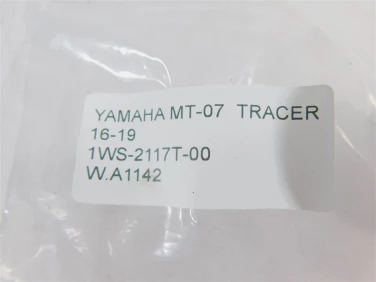 YAMAHA MT-07 TRACER
16-19
1WS-2117T-00
W.A1142